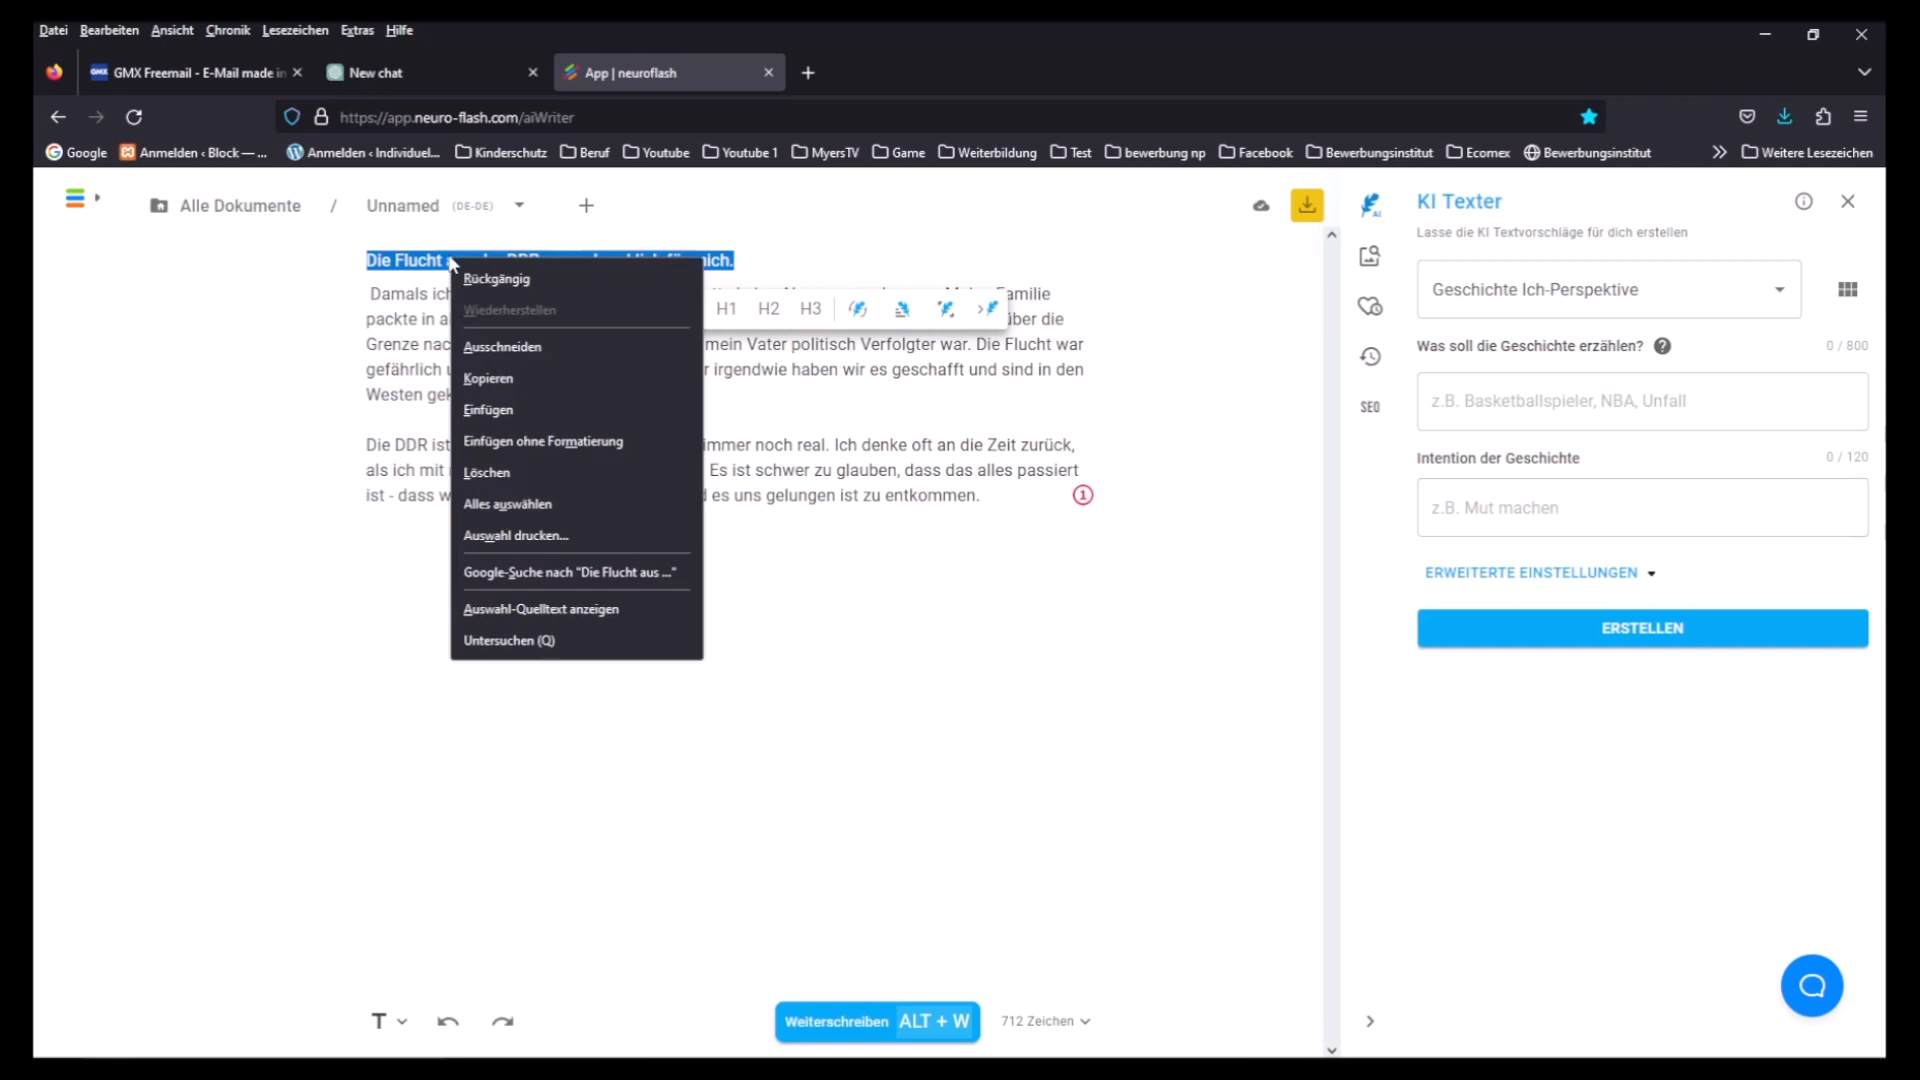 Datei Bearbeiten Ansicht Chronik Lesezeichen Extras Hilfe
GMX Freemail - E-Mail made in
New chat
App | neuroflash
https://app.neuro-flash.com/aiWriter
Google
Anmelden ‹ Block — ...
Anmelden ‹ Individuel...
Kinderschutz
Beruf
Youtube
Youtube 1
MyersTV
Game
Weiterbildung
Test
bewerbung np
Facebook
Bewerbungsinstitut
Ecomex
Bewerbungsinstitut
Weitere Lesezeichen
Alle Dokumente / Unnamed (DE-DE)
Die Flucht
Damals ich
packte in
Grenze
gefährlich
Westen
H1 H2 H3
über die
mein Vater politisch Verfolgter war. Die Flucht war
irgendwie haben wir es geschafft und sind in den
Die DDR ist
immer noch real. Ich denke oft an die Zeit zurück,
als ich mit
Es ist schwer zu glauben, dass das alles passiert
ist - dass
es uns gelungen ist zu entkommen.
1
Rückgängig
Wiederherstellen
Ausschneiden
Kopieren
Einfügen
Einfügen ohne Formatierung
Löschen
Alles auswählen
Auswahl drucken...
Google-Suche nach "Die Flucht aus ..."
Auswahl-Quelltext anzeigen
Untersuchen (Q)
Weiterschreiben ALT + W
712 Zeichen
AI
SEO
KI Texter
Lasse die KI Textvorschläge für dich erstellen
Geschichte Ich-Perspektive
Was soll die Geschichte erzählen?
0 / 800
z.B. Basketballspieler, NBA, Unfall
Intention der Geschichte
0 / 120
z.B. Mut machen
ERWEITERTE EINSTELLUNGEN
ERSTELLEN